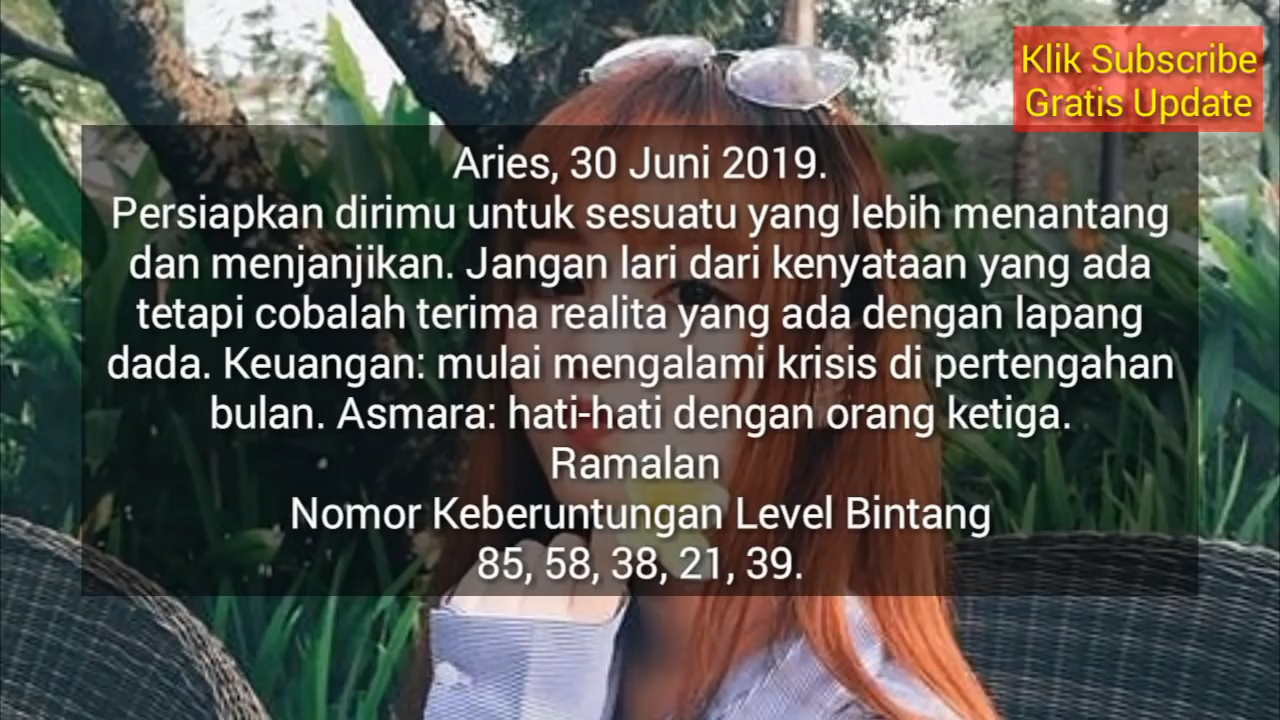 Klik Subscribe
Gratis Update
Aries, 30 Juni 2019.
Persiapkan dirimu untuk sesuatu yang lebih menantang
dan menjanjikan. Jangan lari dari kenyataan yang ada
tetapi cobalah terima realita yang ada dengan lapang
dada. Keuangan: mulai mengalami krisis di pertengahan
bulan. Asmara: hati-hati dengan orang ketiga.
Ramalan
Nomor Keberuntungan Level Bintang
85, 58, 38, 21, 39.